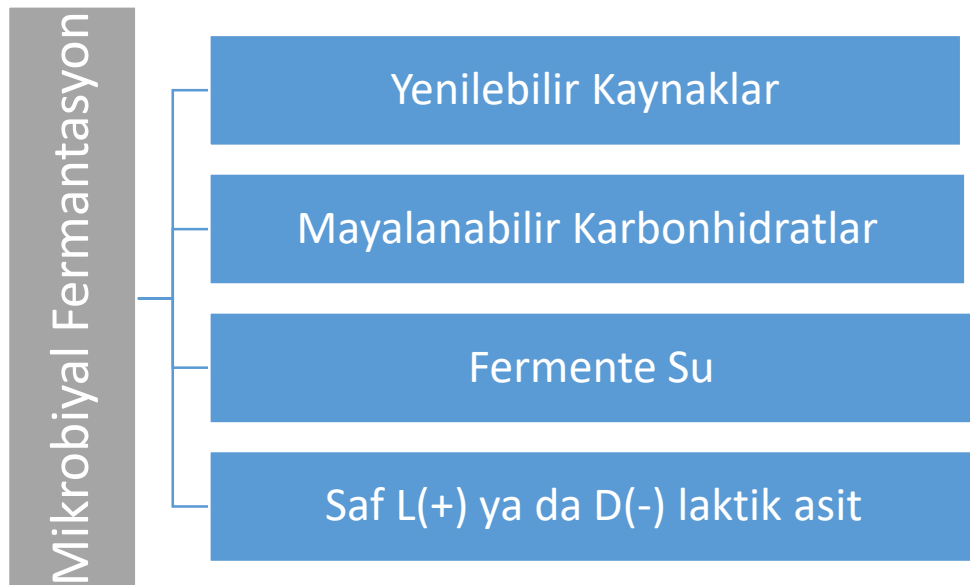 Mikrobiyal Fermantasyon
Yenilebilir Kaynaklar
Mayalanabilir Karbonhidratlar
Fermente Su
Saf L(+) ya da D(-) laktik asit